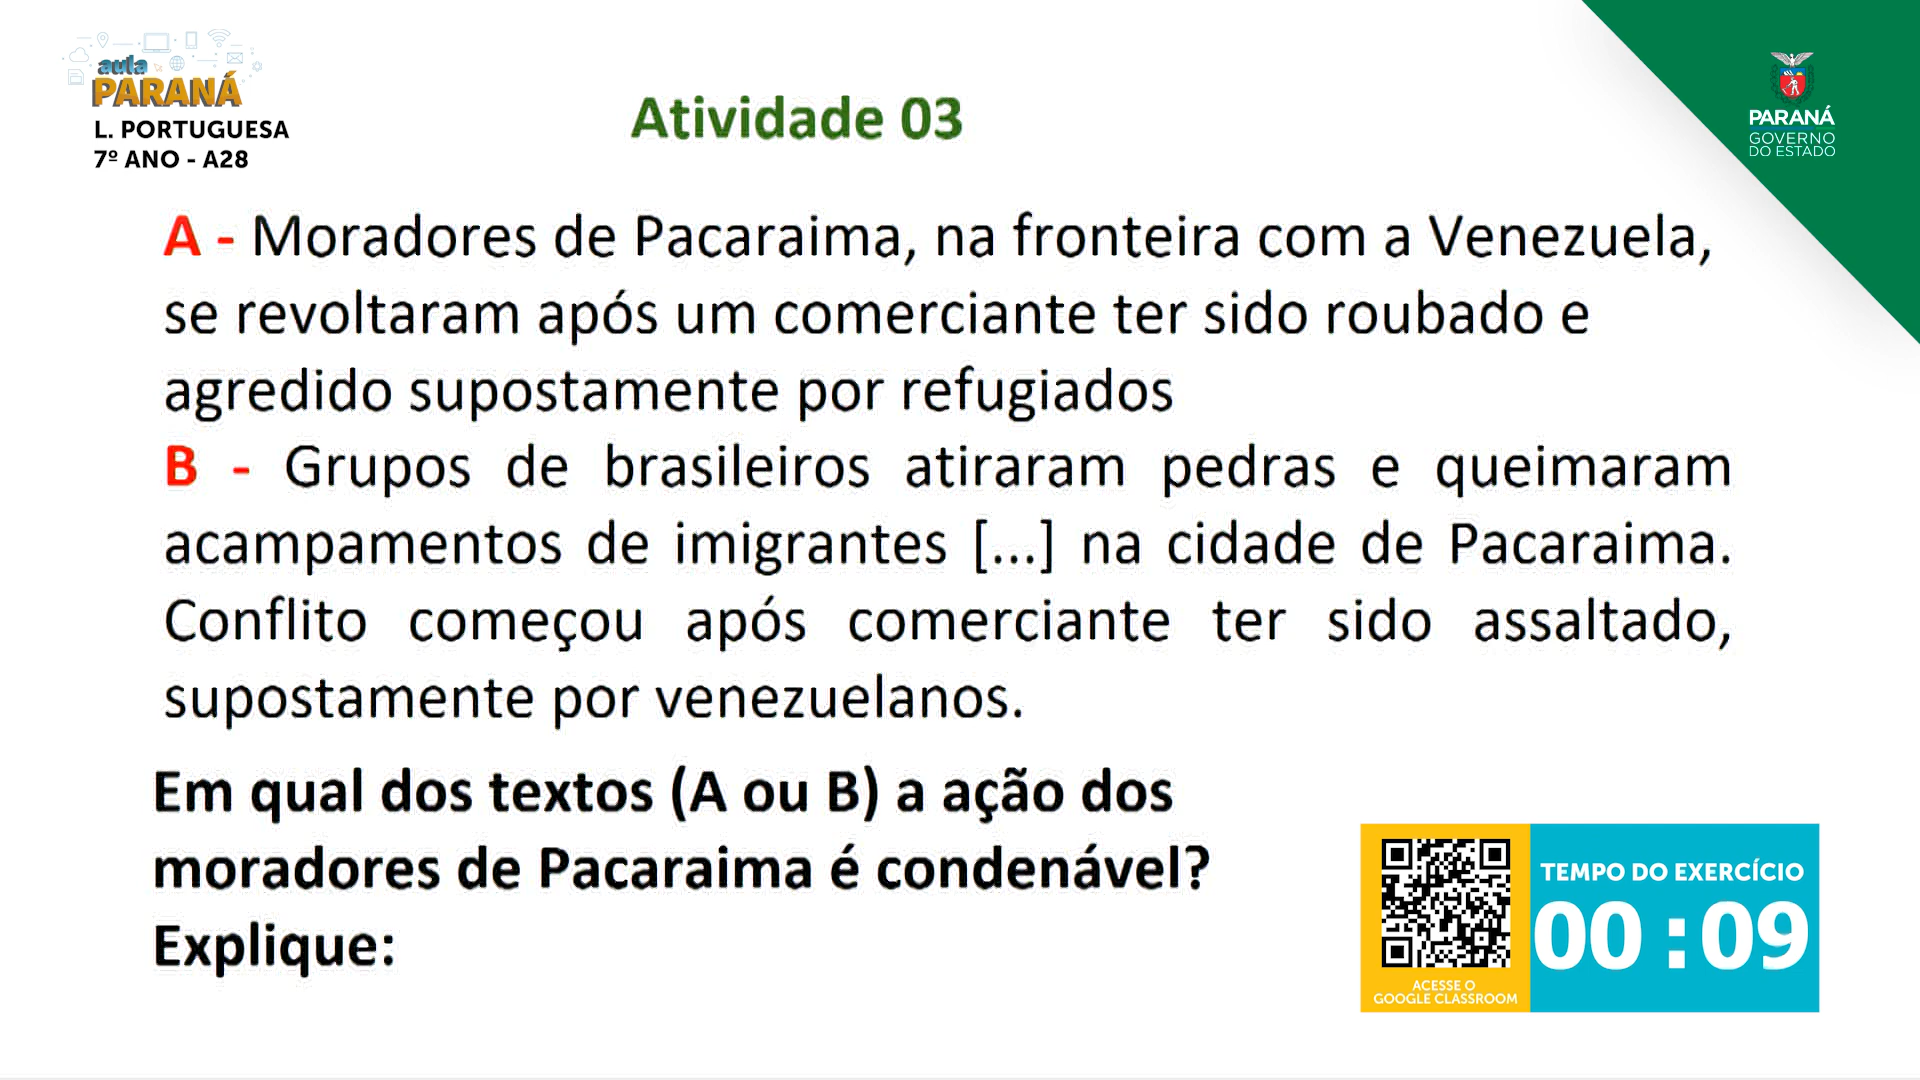 aula
PARANÁ
L. PORTUGUESA
7º ANO - A28
Atividade 03
PARANÁ
GOVERNO
DO ESTADO
A - Moradores de Pacaraima, na fronteira com a Venezuela,
se revoltaram após um comerciante ter sido roubado e
agredido supostamente por refugiados
B - Grupos de brasileiros atiraram pedras e queimaram
acampamentos de imigrantes [...] na cidade de Pacaraima.
Conflito começou após comerciante ter sido assaltado,
supostamente por venezuelanos.
Em qual dos textos (A ou B) a ação dos
moradores de Pacaraima é condenável?
Explique:
ACESSE O
GOOGLE CLASSROOM
TEMPO DO EXERCÍCIO
00 : 09